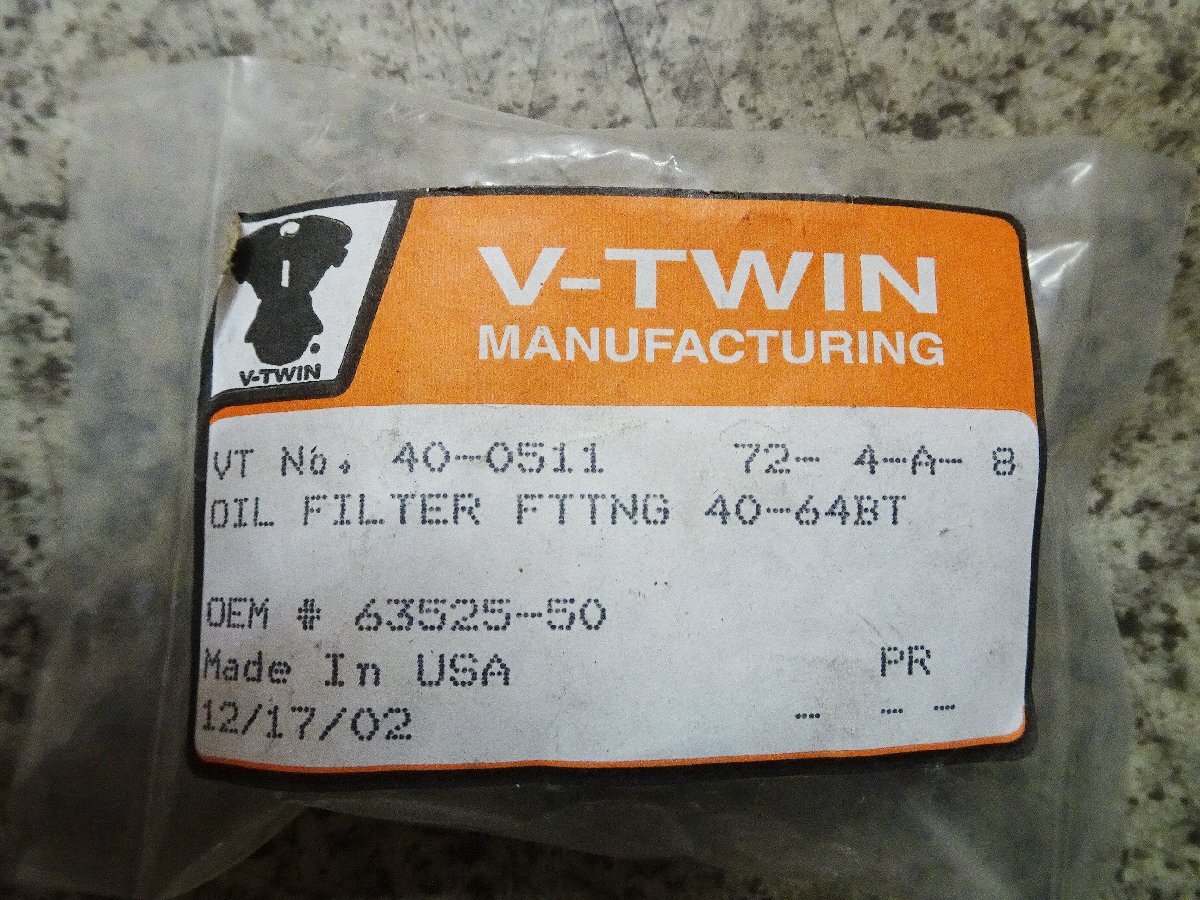 V-TWIN
V-TWIN
MANUFACTURING
VT No. 40-0511 72- 4-A- 8
OIL FILTER FTTNG 40-64BT
OEM # 63525-50
Made In USA PR
12/17/02 - - -